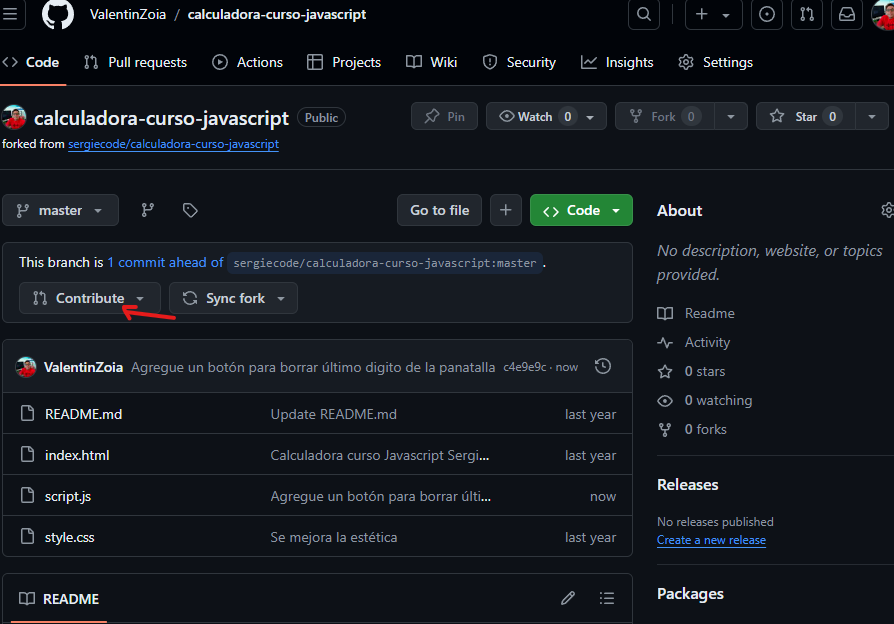 ValentinZoia / calculadora-curso-javascript
Code Pull requests Actions Projects Wiki Security Insights Settings
calculadora-curso-javascript Public Pin Watch 0 Fork 0 Star 0
forked from sergiecode/calculadora-curso-javascript
master Go to file Code
This branch is 1 commit ahead of sergiecode/calculadora-curso-javascript:master .
Contribute Sync fork
ValentinZoia Agregue un botón para borrar último digito de la panatalla c4e9e9c · now
README.md Update README.md last year
index.html Calculadora curso Javascript Sergi... last year
script.js Agregue un botón para borrar últi... now
style.css Se mejora la estética last year
README
About
No description, website, or topics
provided.
Readme
Activity
0 stars
0 watching
0 forks
Releases
No releases published
Create a new release
Packages